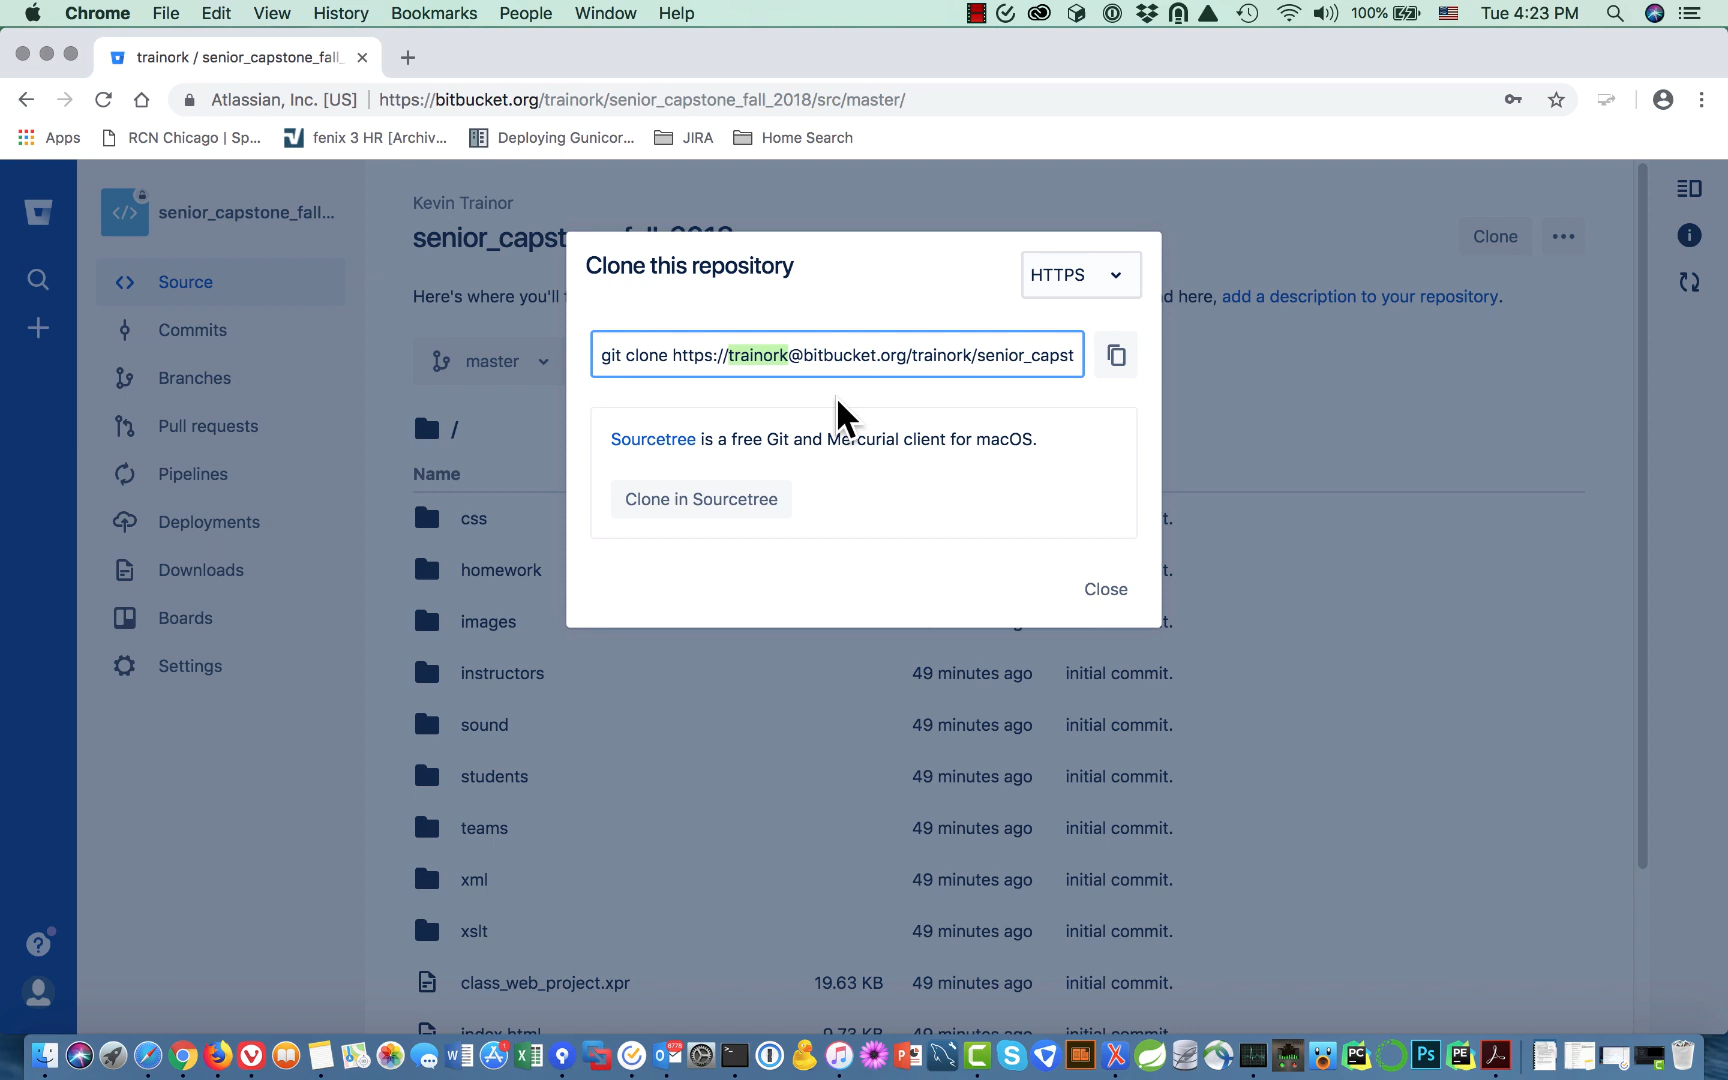 Chrome File Edit View History Bookmarks People Window Help 100% Tue 4:23 PM
trainork / senior_capstone_fall_
Atlassian, Inc. [US] https://bitbucket.org/trainork/senior_capstone_fall_2018/src/master/
Apps RCN Chicago | Sp... fenix 3 HR [Archiv... Deploying Gunicor... JIRA Home Search
senior_capstone_fall...
Source
Commits
Branches
Pull requests
Pipelines
Deployments
Downloads
Boards
Settings
Kevin Trainor
Clone
Here's where you'll
d here, add a description to your repository.
master
/
Name
css
homework
images
instructors 49 minutes ago initial commit.
sound 49 minutes ago initial commit.
students 49 minutes ago initial commit.
teams 49 minutes ago initial commit.
xml 49 minutes ago initial commit.
xslt 49 minutes ago initial commit.
class_web_project.xpr 19.63 KB 49 minutes ago initial commit.
Clone this repository
HTTPS
git clone https://trainork@bitbucket.org/trainork/senior_capst
Sourcetree is a free Git and Mercurial client for macOS.
Clone in Sourcetree
Close